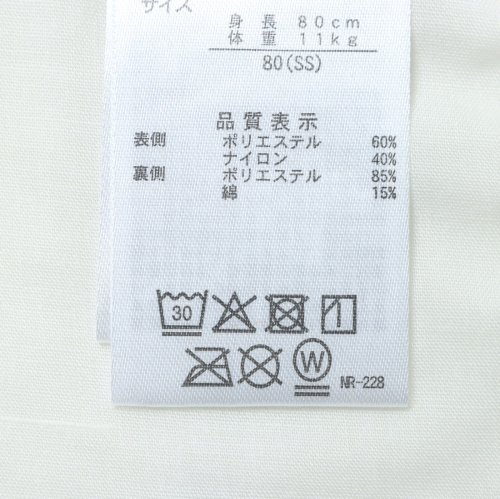 サイズ
身長 80cm
体重 11kg
80(SS)
品質表示
表側 ポリエステル 60%
ナイロン 40%
裏側 ポリエステル 85%
綿 15%
30
W
NR-228